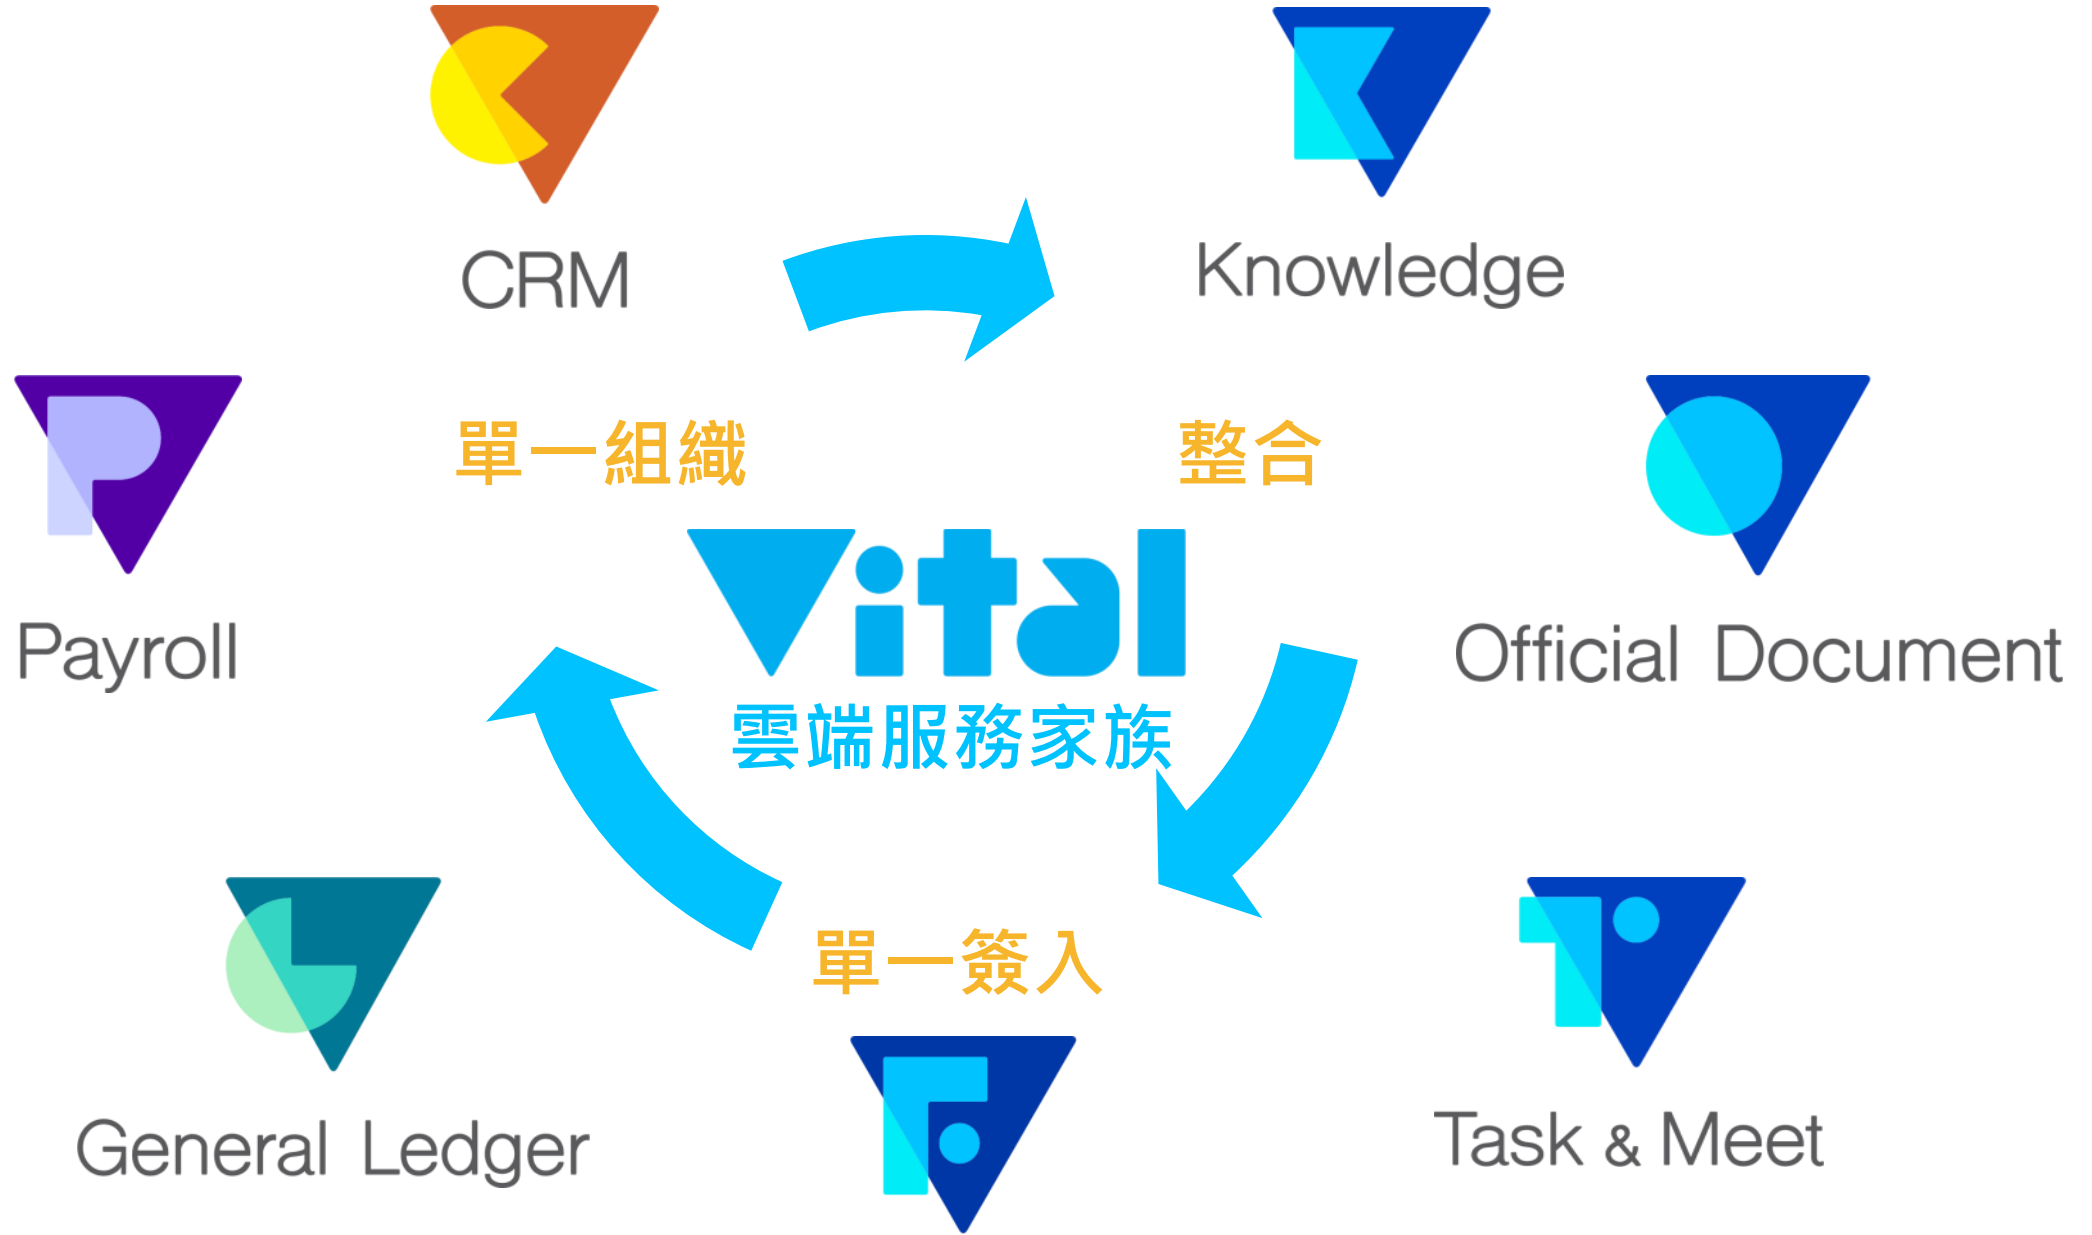 CRM
Knowledge
單一組織
整合
Payroll
Vital
Official Document
雲端服務家族
單一簽入
General Ledger
Task & Meet